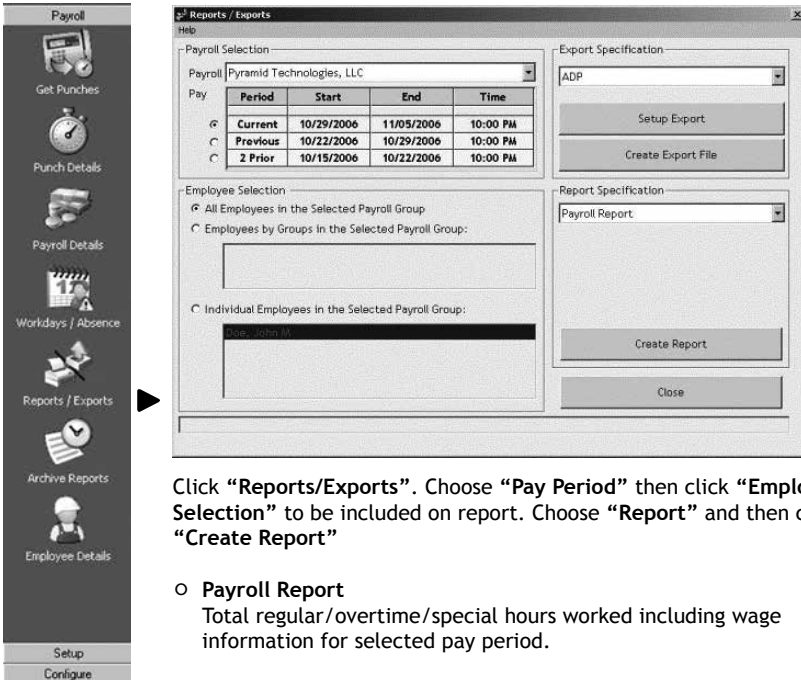 Payroll
Get Punches
Punch Details
Payroll Details
17
Workdays / Absence
Reports / Exports
Archive Reports
Employee Details
Setup
Configure
Reports / Exports
Help
Payroll Selection
Payroll Pyramid Technologies, LLC
Pay Period Start End Time
Current 10/29/2006 11/05/2006 10:00 PM
Previous 10/22/2006 10/29/2006 10:00 PM
2 Prior 10/15/2006 10/22/2006 10:00 PM
Employee Selection
All Employees in the Selected Payroll Group
Employees by Groups in the Selected Payroll Group:
Individual Employees in the Selected Payroll Group:
Doe, John M
Export Specification
ADP
Setup Export
Create Export File
Report Specification
Payroll Report
Create Report
Close
Click “Reports/Exports”. Choose “Pay Period” then click “Emplo
Selection” to be included on report. Choose “Report” and then
“Create Report”
Payroll Report
Total regular/overtime/special hours worked including wage
information for selected pay period.